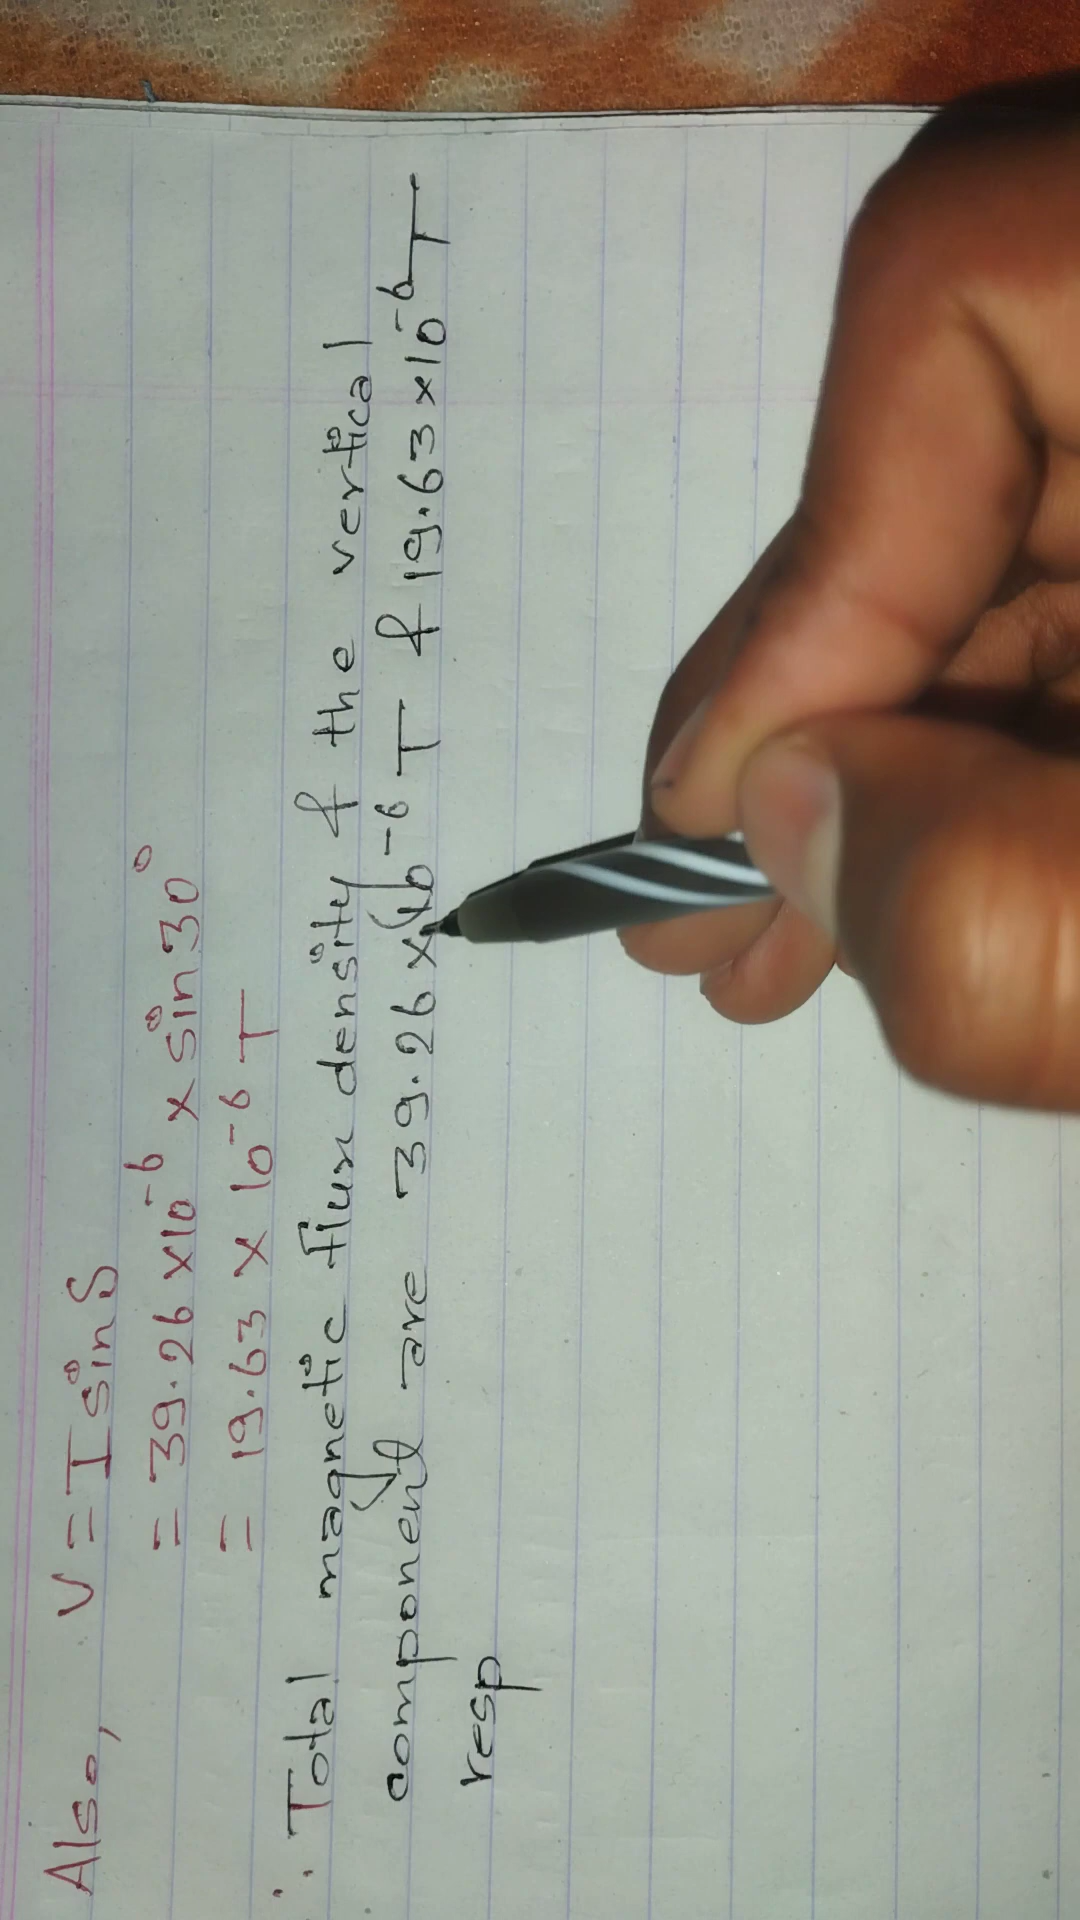 Also, V = I sin δ
= 39.26 × 10⁻⁶ × sin 30°
= 19.63 × 10⁻⁶ T
∴ Total magnetic flux density & the vertical
component are 39.26 × 10⁻⁶ T & 19.63 × 10⁻⁶ T
resp